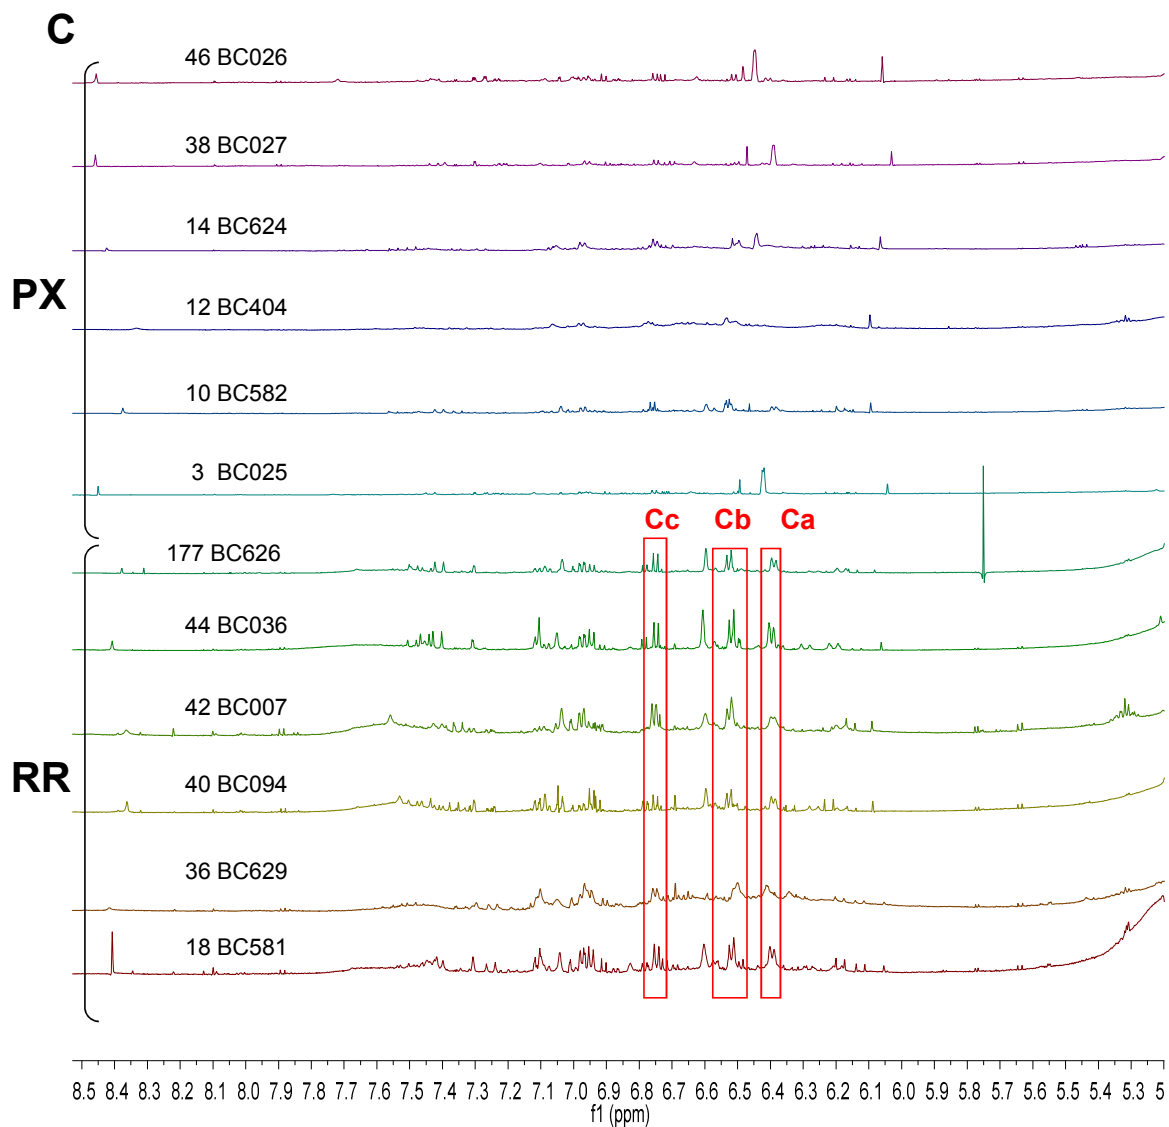 C
46 BC026
38 BC027
14 BC624
PX
12 BC404
10 BC582
3 BC025
Cc Cb Ca
177 BC626
44 BC036
42 BC007
RR
40 BC094
36 BC629
18 BC581
8.5 8.4 8.3 8.2 8.1 8.0 7.9 7.8 7.7 7.6 7.5 7.4 7.3 7.2 7.1 7.0 6.9 6.8 6.7 6.6 6.5 6.4 6.3 6.2 6.1 6.0 5.9 5.8 5.7 5.6 5.5 5.4 5.3 5.2 5
f1 (ppm)